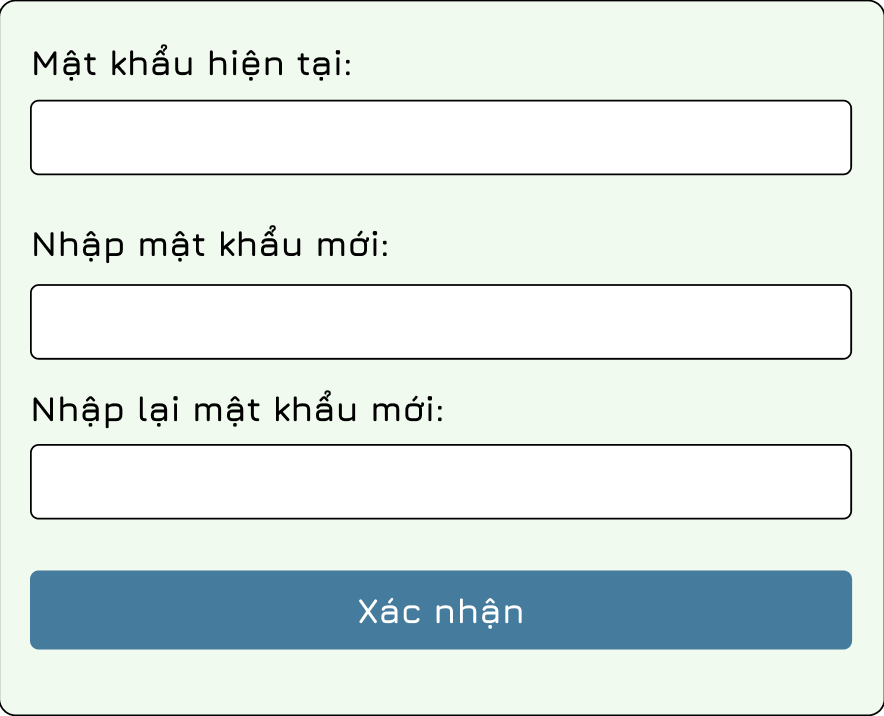 Mật khẩu hiện tại:
Nhập mật khẩu mới:
Nhập lại mật khẩu mới:
Xác nhận